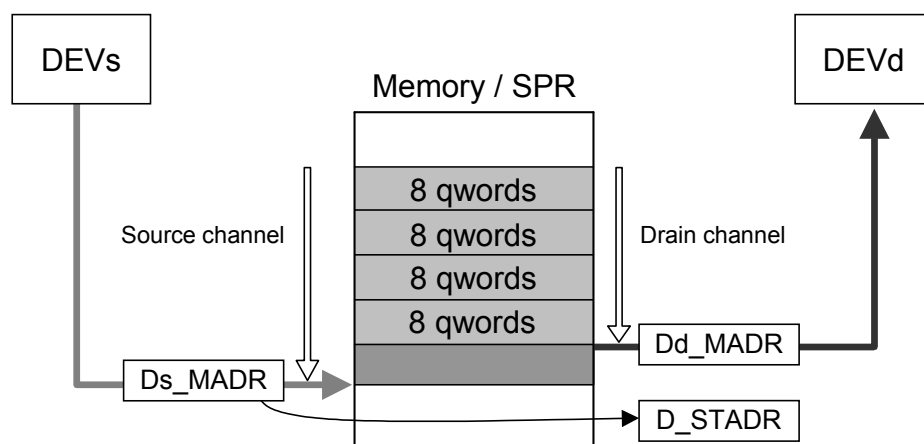 DEVs
DEVd
Memory / SPR
8 qwords
8 qwords
Source channel
Drain channel
8 qwords
8 qwords
Dd_MADR
Ds_MADR
D_STADR